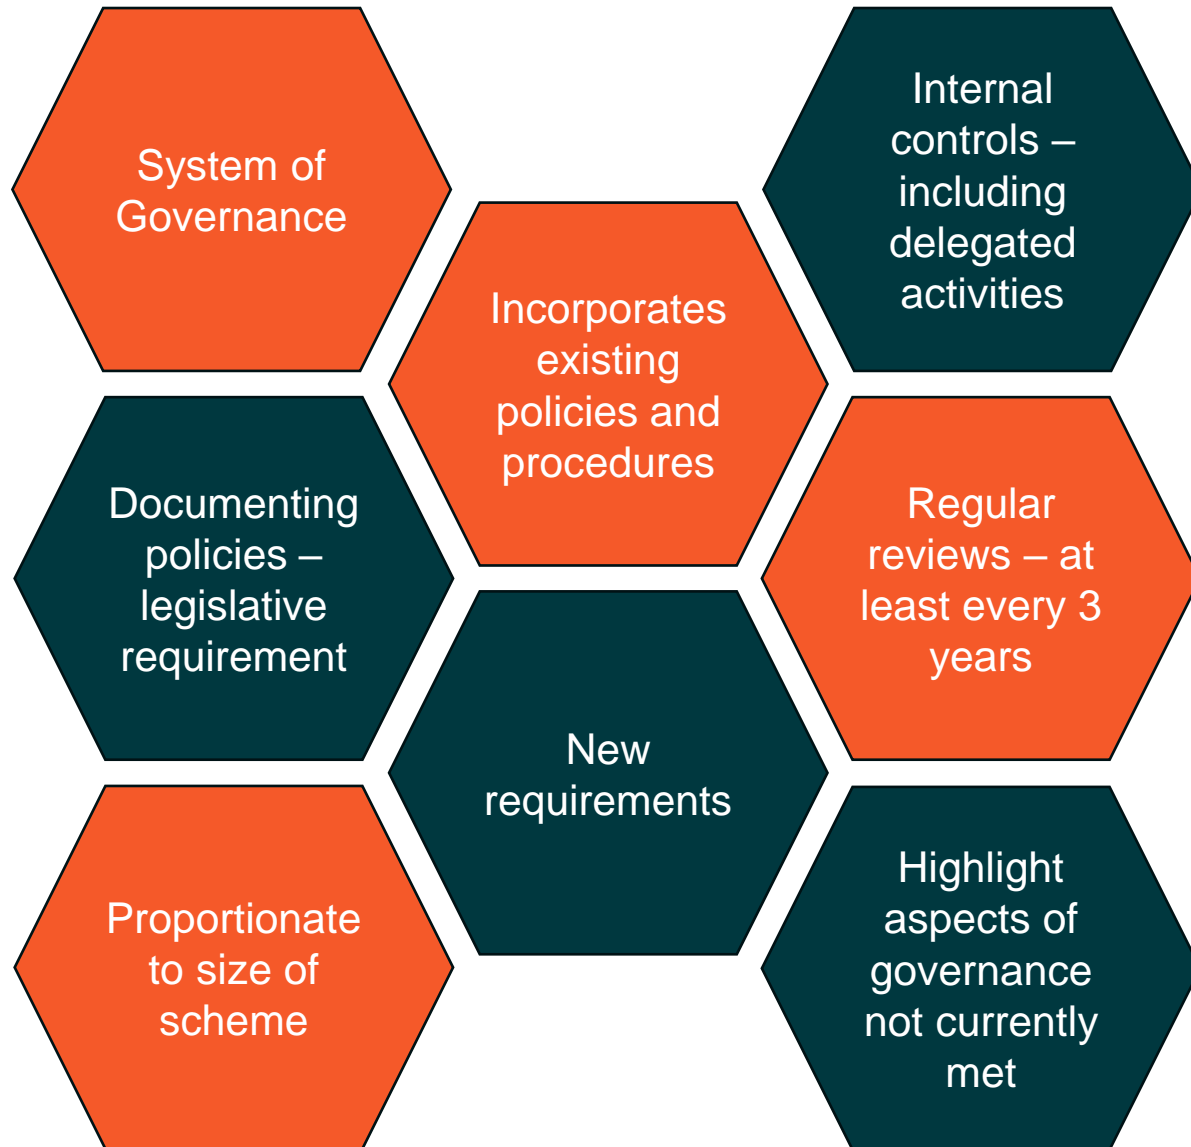 System of
Governance
Internal
controls –
including
delegated
activities
Incorporates
existing
policies and
procedures
Documenting
policies –
legislative
requirement
Regular
reviews – at
least every 3
years
New
requirements
Proportionate
to size of
scheme
Highlight
aspects of
governance
not currently
met